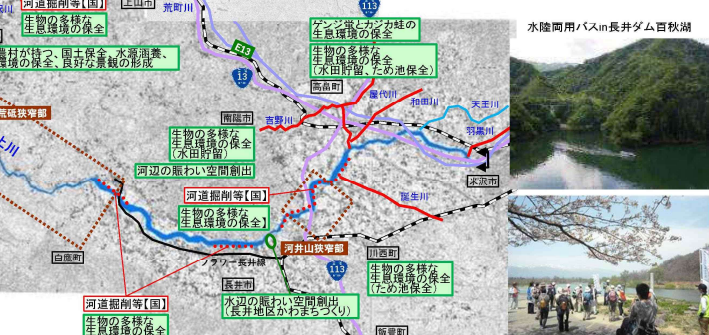 河道掘削等【国】
生物の多様な
生息環境の保全
上山市
荒町川
農村が持つ、国土保全、水源涵養、
環境の保全、良好な景観の形成
荒砥狭窄部
上川
E13
13
113
ゲンジ蛍とカジカ蛙の
生息環境の保全
生物の多様な
生息環境の保全
(水田貯留、ため池保全)
高畠町
屋代川
和田川
天王川
羽黒川
南陽市
吉野川
生物の多様な
生息環境の保全
(水田貯留)
河辺の賑わい空間創出
米沢市
誕生川
河道掘削等【国】
生物の多様な
生息環境の保全】
河井山狭窄部
川西町
白鷹町
フラワー長井線
長井市
113
生物の多様な
生息環境の保全
(ため池保全)
水辺の賑わい空間創出
(長井地区かわまちづくり)
河道掘削等【国】
生物の多様な
生息環境の保全
飯豊町
水陸両用バスin長井ダム百秋湖